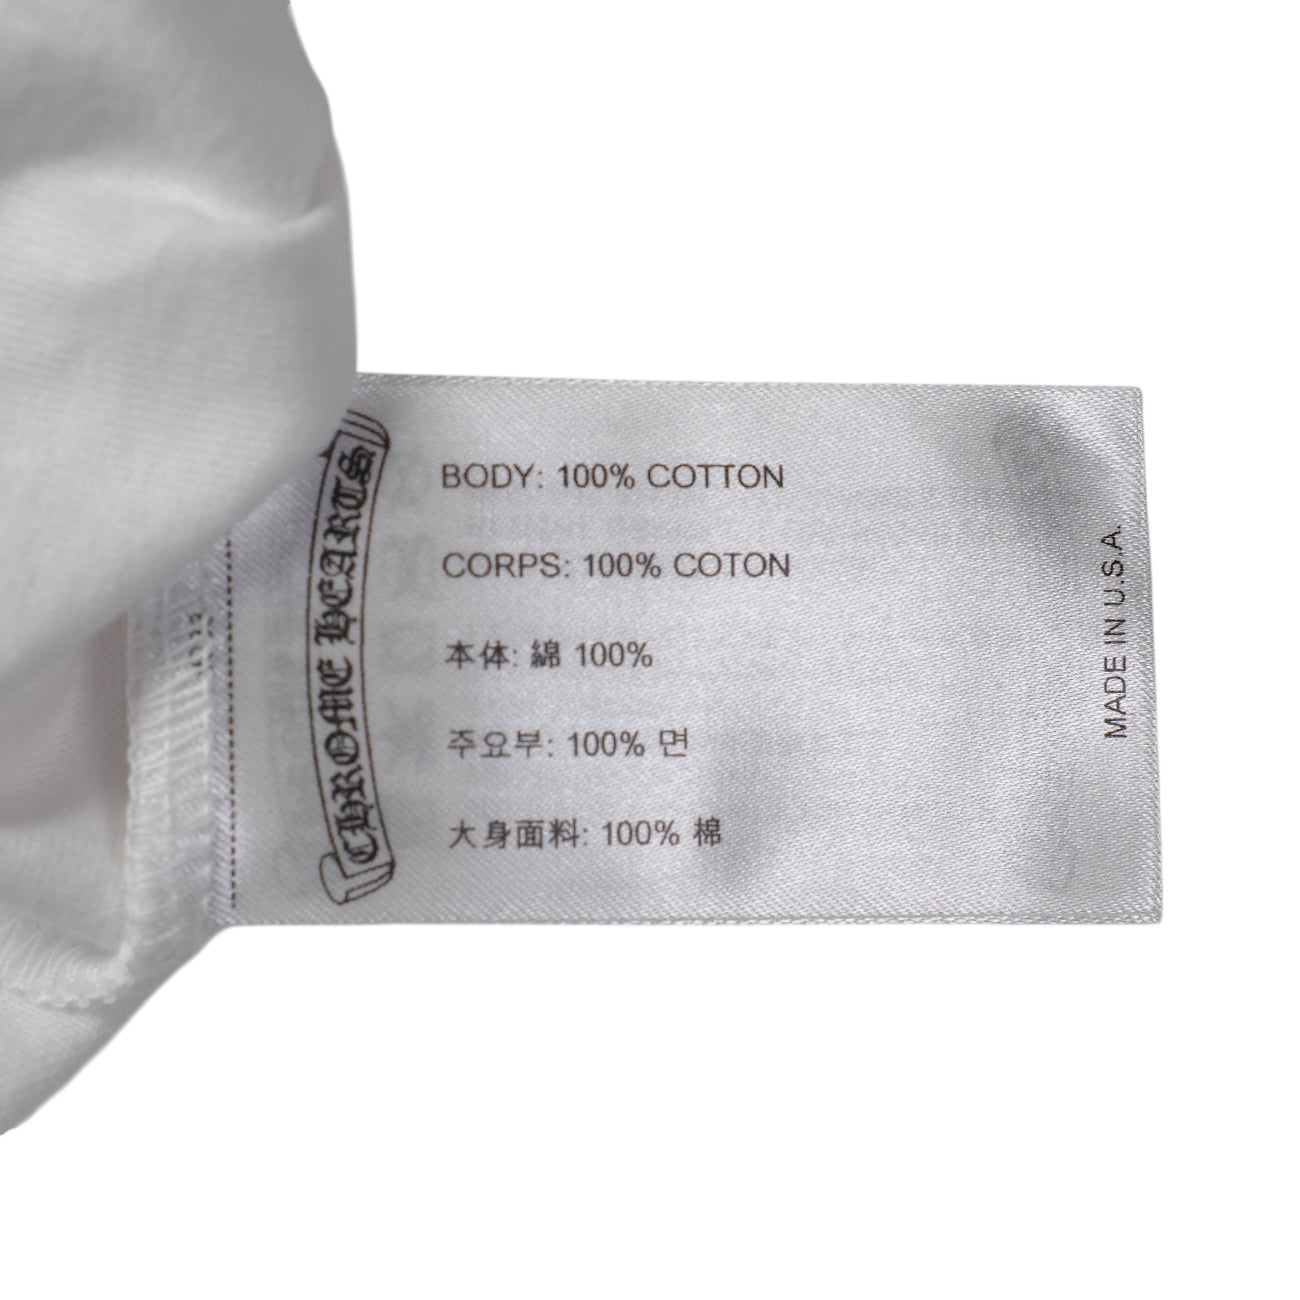 CHROME HEARTS
BODY: 100% COTTON
CORPS: 100% COTON
本体: 綿 100%
주요부: 100% 면
大身面料: 100% 棉
MADE IN U.S.A.